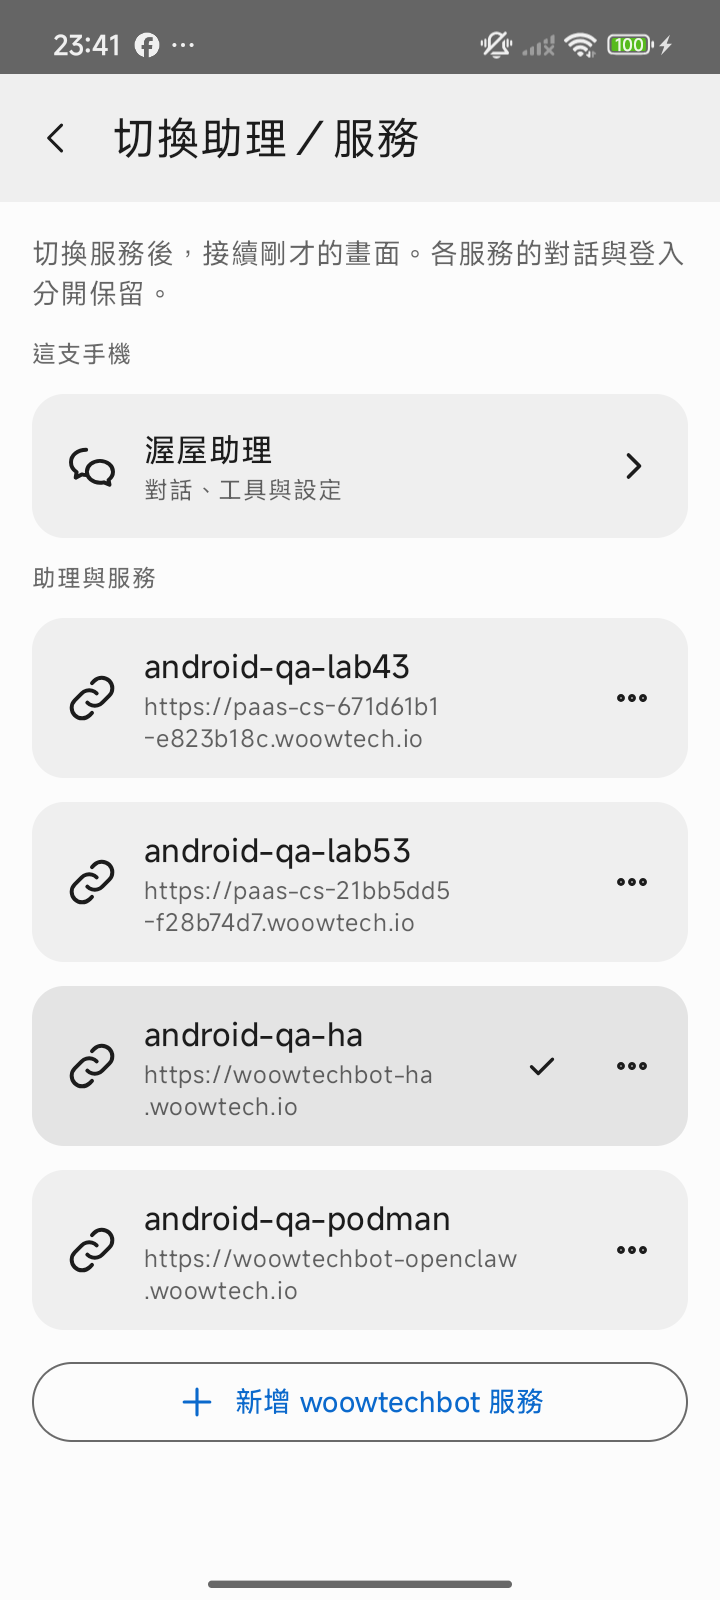 23:41
100
切換助理／服務
切換服務後，接續剛才的畫面。各服務的對話與登入
分開保留。
這支手機
渥屋助理
對話、工具與設定
助理與服務
android-qa-lab43
https://paas-cs-671d61b1
-e823b18c.woowtech.io
android-qa-lab53
https://paas-cs-21bb5dd5
-f28b74d7.woowtech.io
android-qa-ha
https://woowtechbot-ha
.woowtech.io
android-qa-podman
https://woowtechbot-openclaw
.woowtech.io
新增 woowtechbot 服務